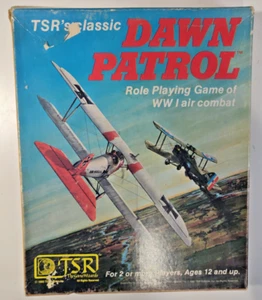 TSR's classic
DAWN
PATROL™
Role Playing Game of
WW I air combat
TSR
For 2 or more players, Ages 12 and up.